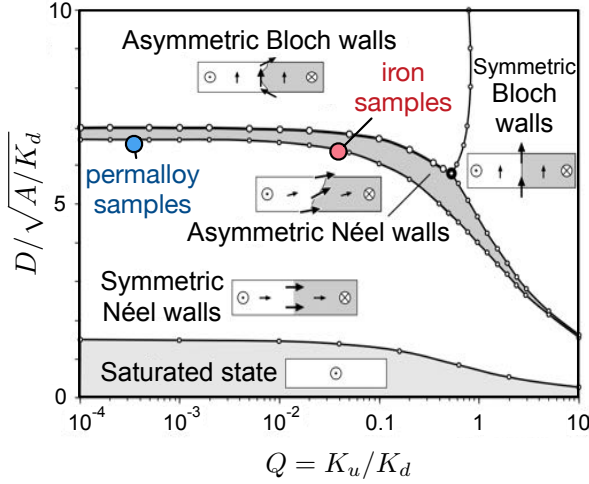 10
5
0
D/√A/K_d
Asymmetric Bloch walls
iron
samples
Symmetric
Bloch
walls
permalloy
samples
Asymmetric Néel walls
Symmetric
Néel walls
Saturated state
10⁻⁴
10⁻³
10⁻²
0.1
1
10
Q = K_u/K_d